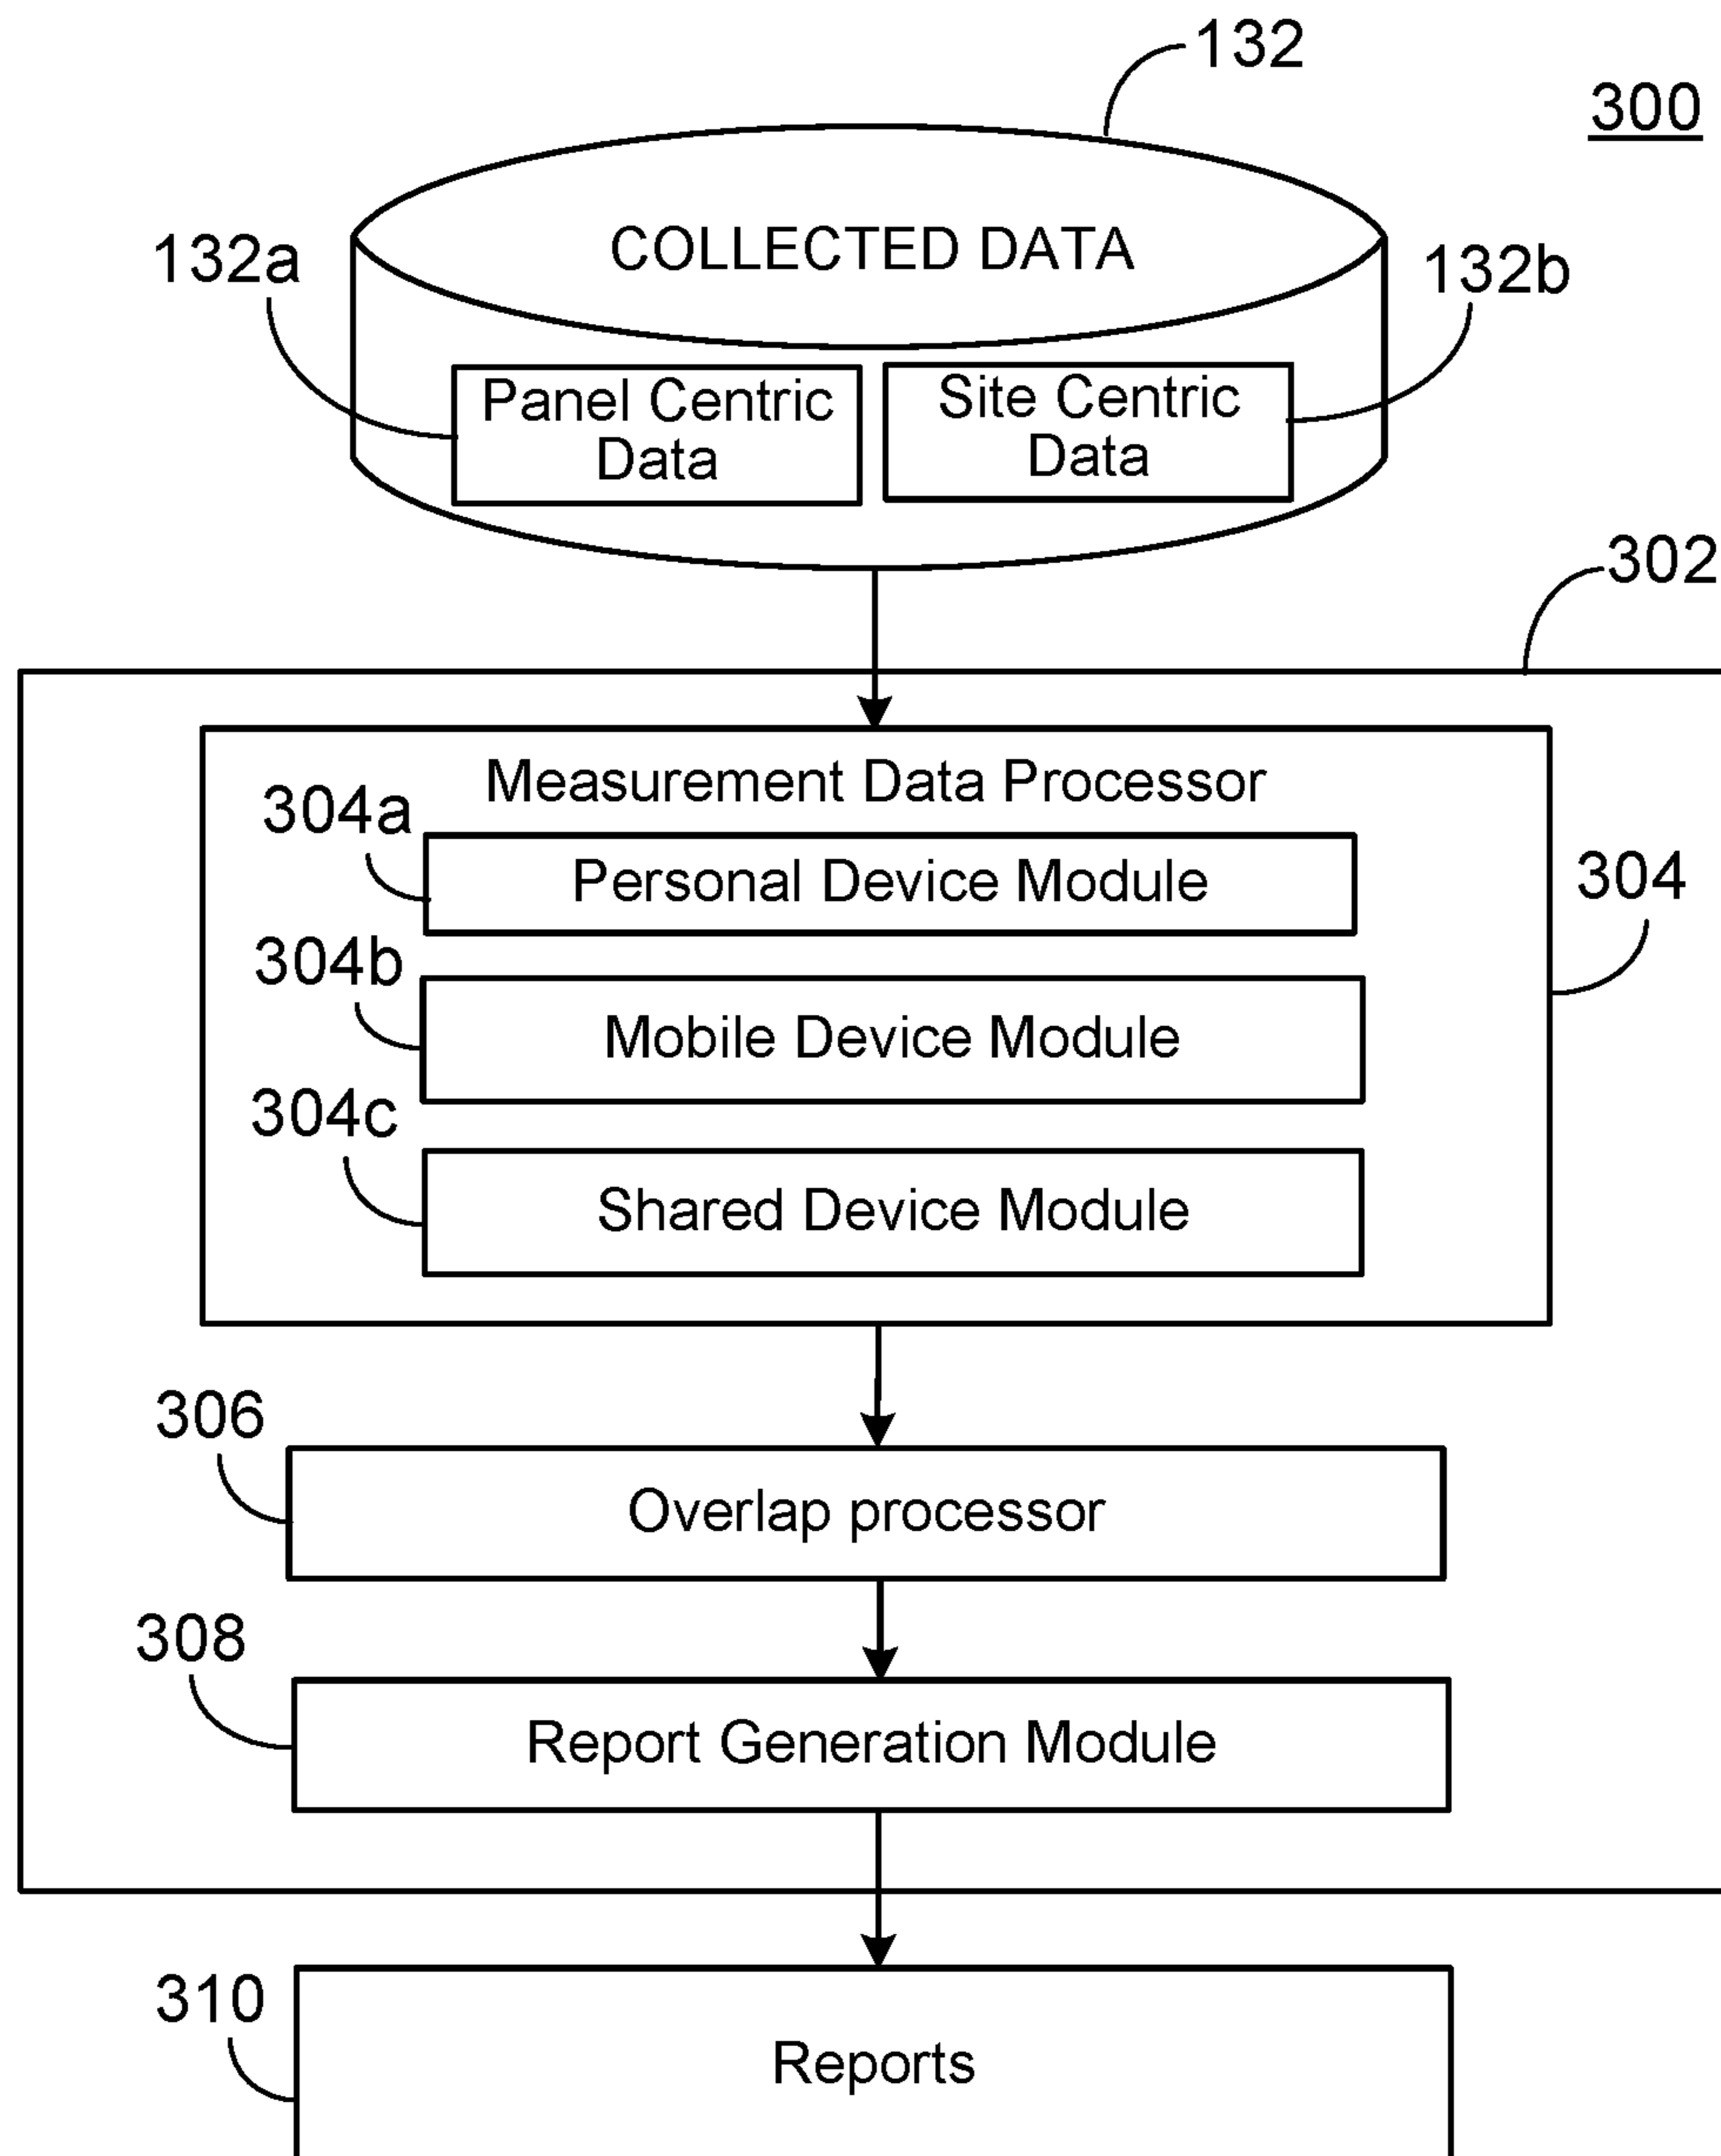 132
300
COLLECTED DATA
132a
132b
Panel Centric
Data
Site Centric
Data
302
Measurement Data Processor
304a
Personal Device Module
304
304b
Mobile Device Module
304c
Shared Device Module
306
Overlap processor
308
Report Generation Module
310
Reports